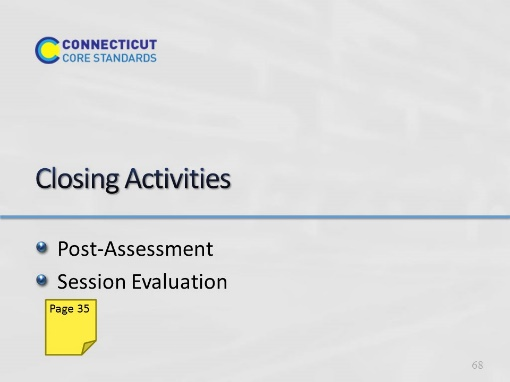 CONNECTICUT
CORE STANDARDS
Closing Activities
Post-Assessment
Session Evaluation
Page 35
68